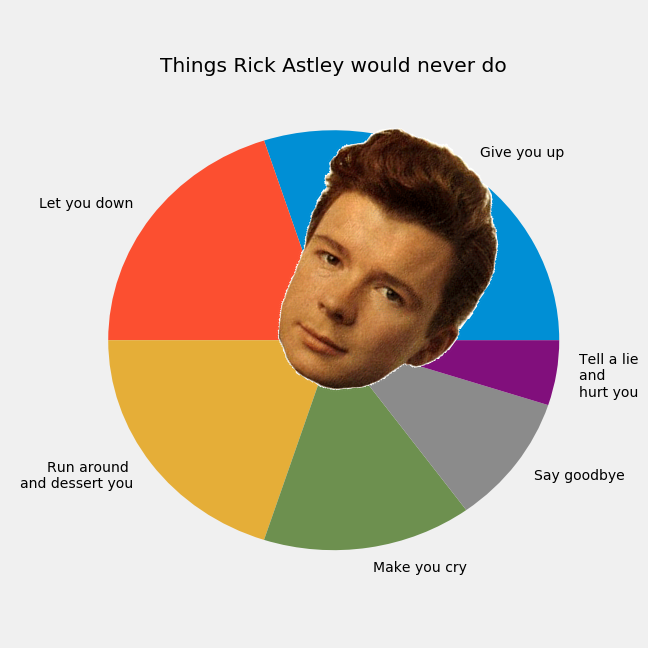 Things Rick Astley would never do
Give you up
Let you down
Tell a lie
and
hurt you
Run around
and dessert you
Say goodbye
Make you cry